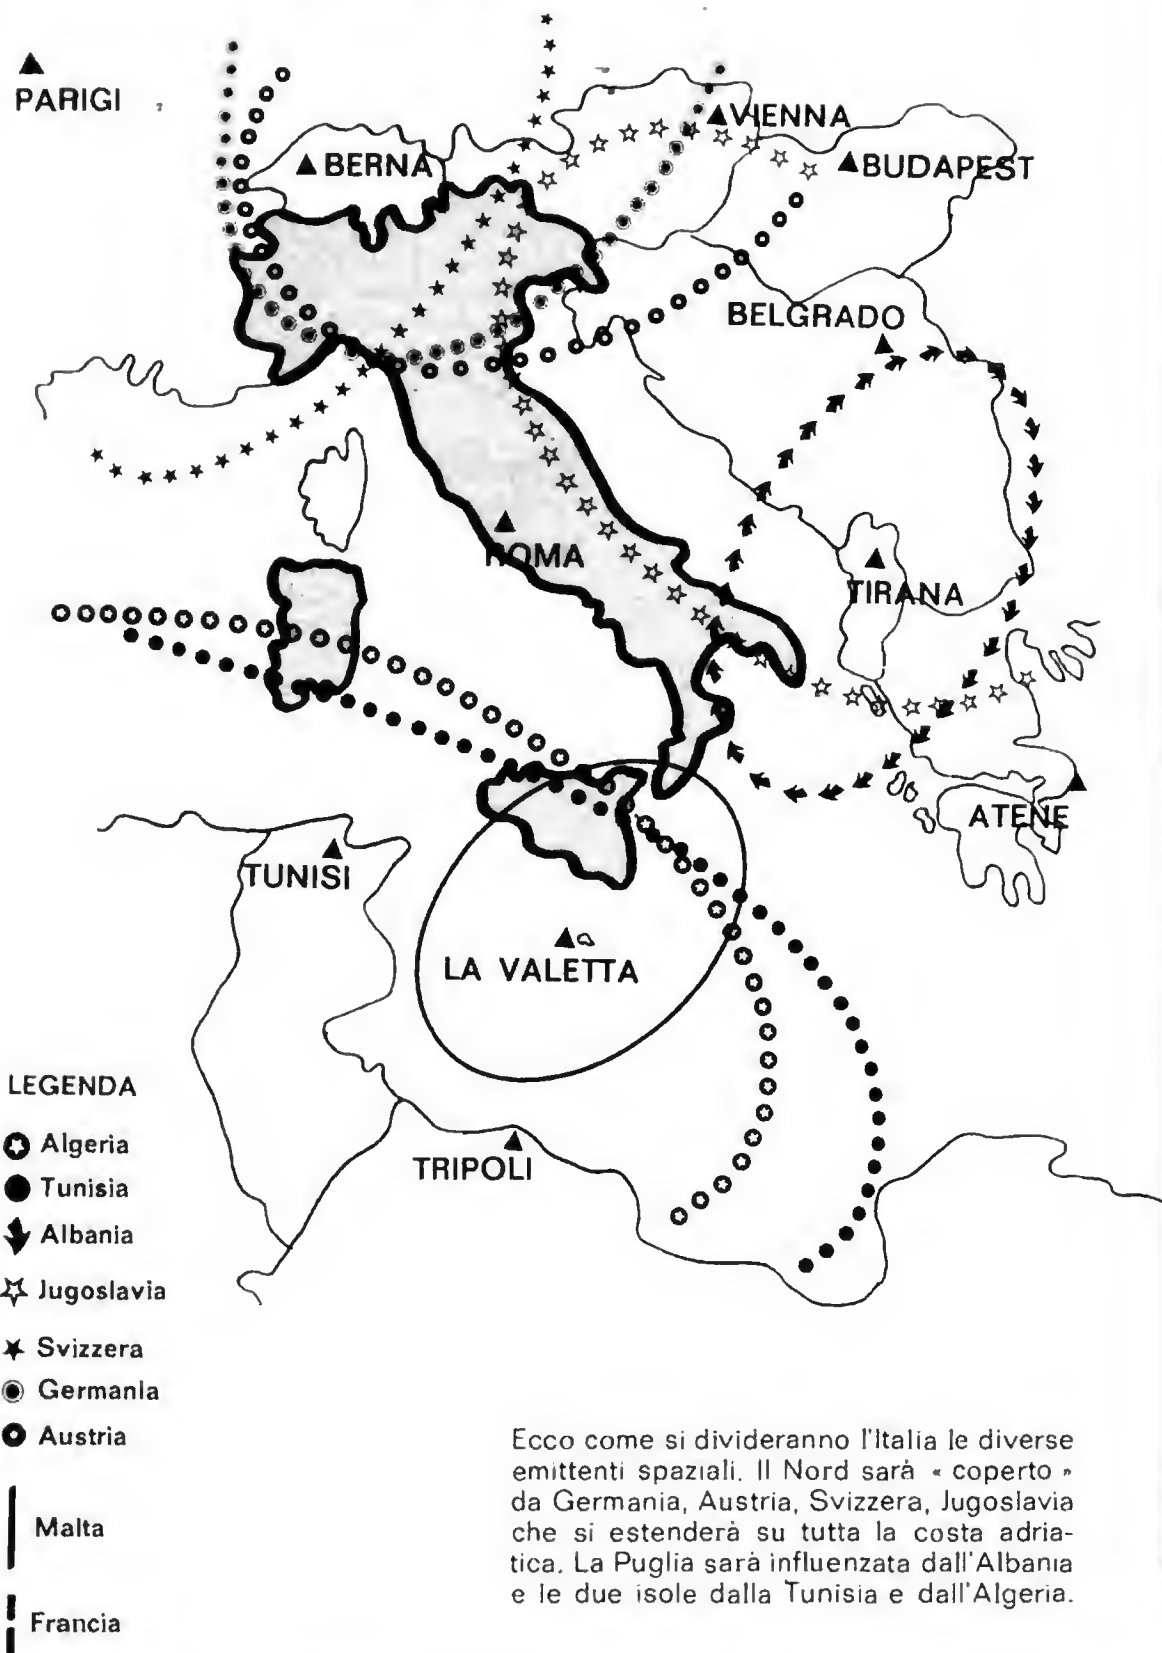 PARIGI
BERNA
VIENNA
BUDAPEST
BELGRADO
ROMA
TIRANA
ATENE
TUNISI
LA VALETTA
TRIPOLI
LEGENDA
Algeria
Tunisia
Albania
Jugoslavia
Svizzera
Germania
Austria
Malta
Francia
Ecco come si divideranno l'Italia le diverse
emittenti spaziali. Il Nord sarà « coperto »
da Germania, Austria, Svizzera, Jugoslavia
che si estenderà su tutta la costa adria-
tica. La Puglia sarà influenzata dall'Albania
e le due isole dalla Tunisia e dall'Algeria.